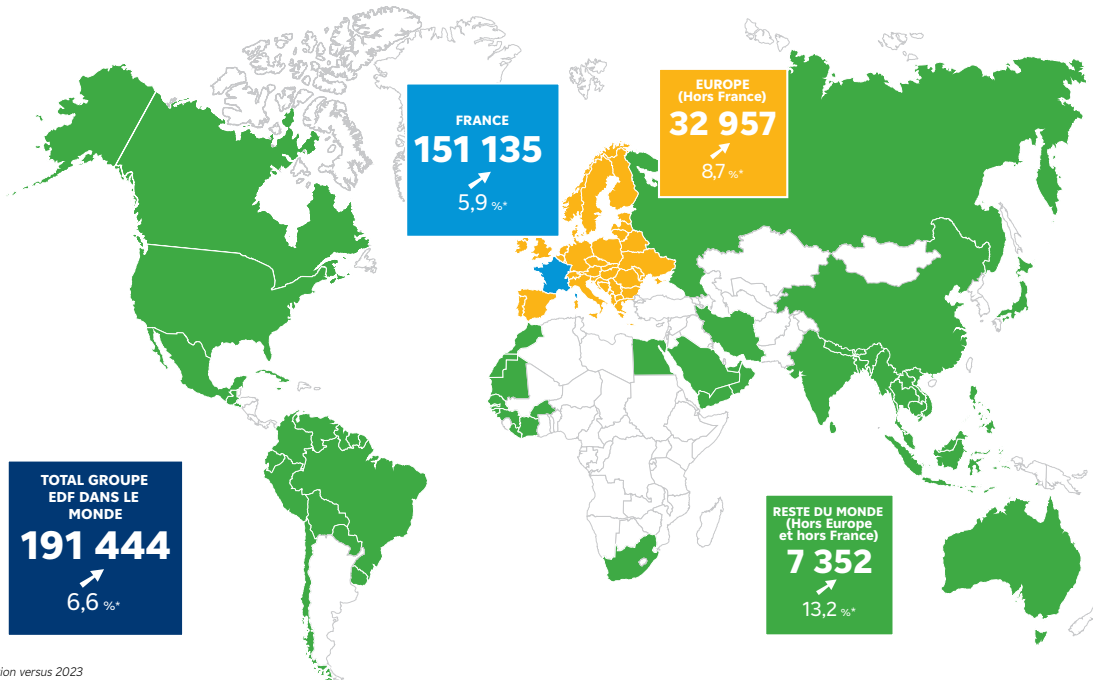 FRANCE
151 135
5,9 %*
EUROPE
(Hors France)
32 957
8,7 %*
TOTAL GROUPE
EDF DANS LE
MONDE
191 444
6,6 %*
RESTE DU MONDE
(Hors Europe
et hors France)
7 352
13,2 %*
versus 2023